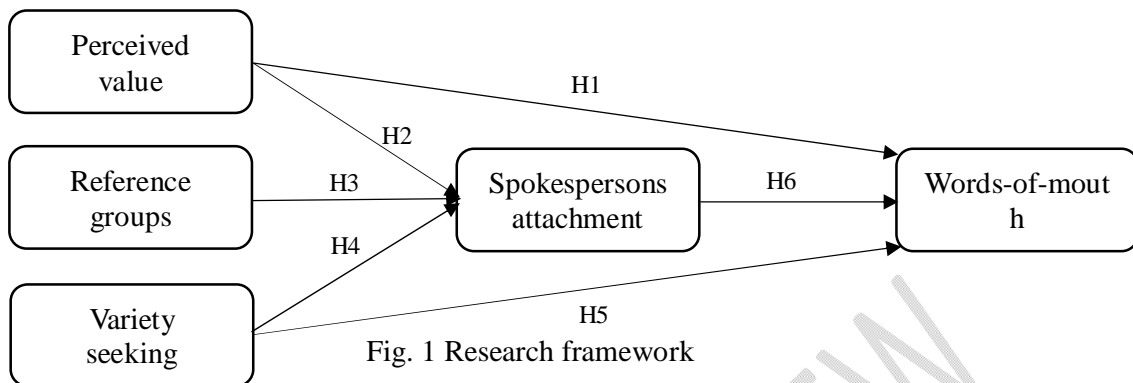 Perceived
value
H1
H2
Reference
groups
H3
Spokespersons
attachment
H6
Words-of-mout
h
H4
Variety
seeking
H5
Fig. 1 Research framework